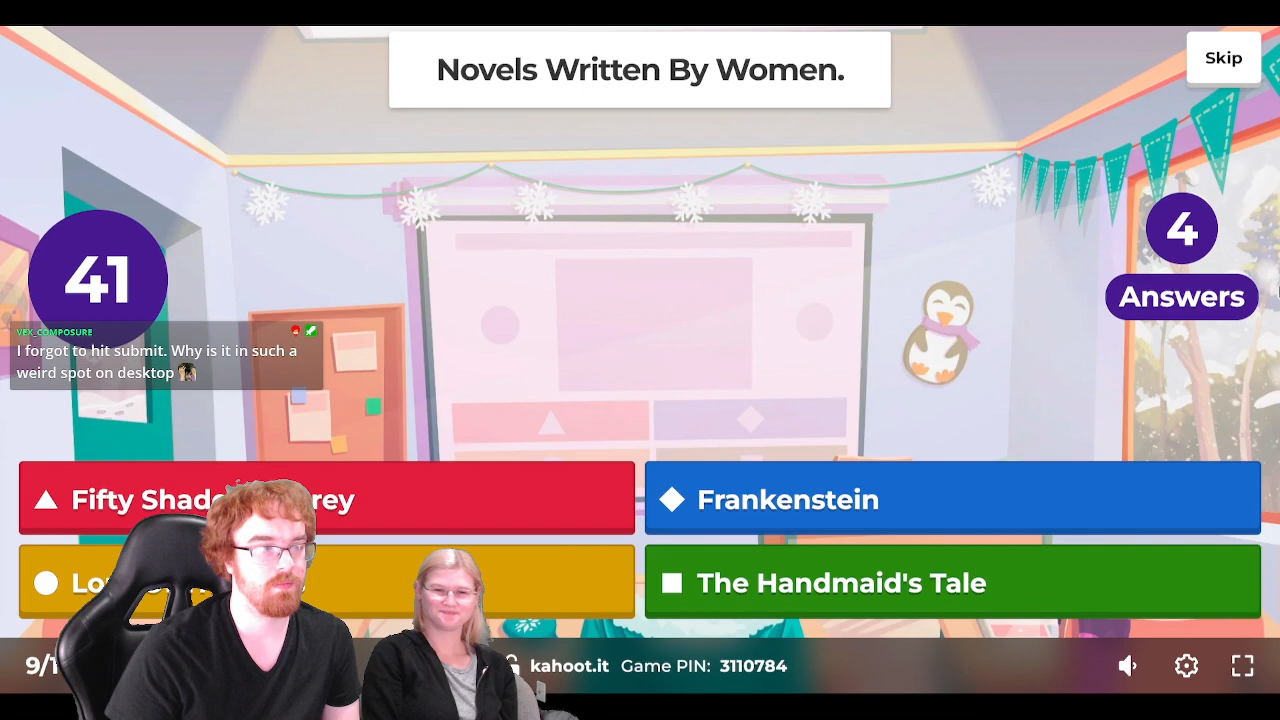 Novels Written By Women.
Skip
41
4
Answers
VEX_COMPOSURE
I forgot to hit submit. Why is it in such a
weird spot on desktop
Frankenstein
The Handmaid's Tale
kahoot.it Game PIN: 3110784